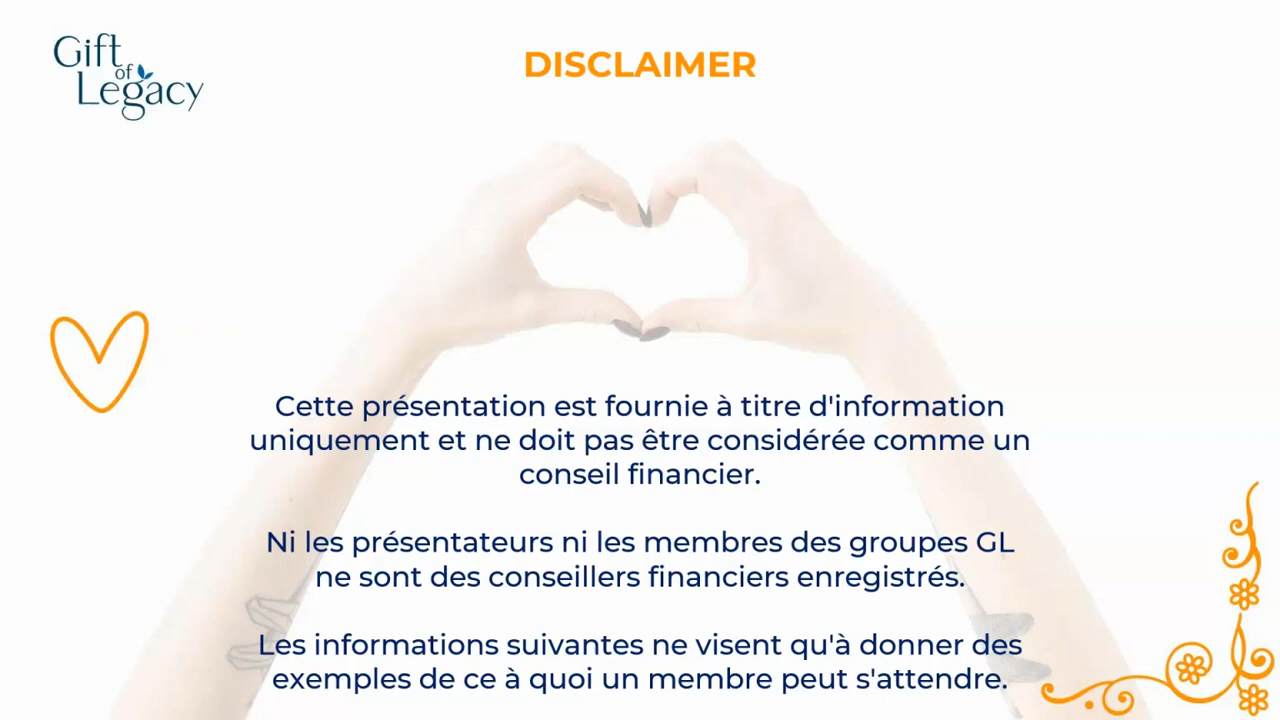 Gift
of
Legacy
DISCLAIMER
Cette présentation est fournie à titre d'information
uniquement et ne doit pas être considérée comme un
conseil financier.
Ni les présentateurs ni les membres des groupes GL
ne sont des conseillers financiers enregistrés.
Les informations suivantes ne visent qu'à donner des
exemples de ce à quoi un membre peut s'attendre.